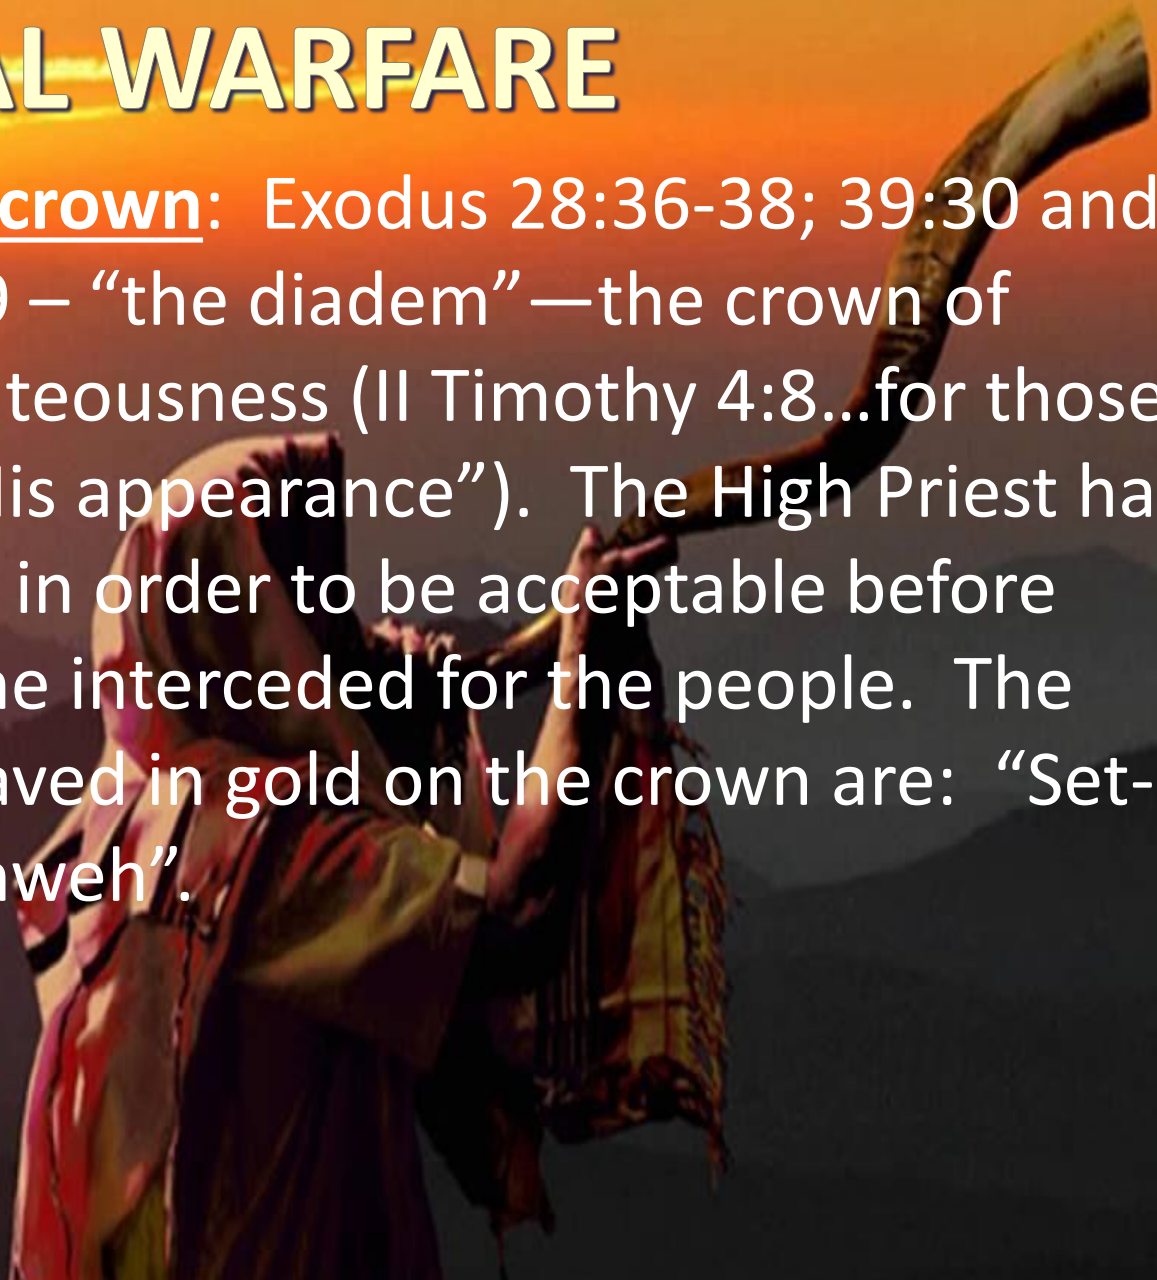 AL WARFARE
crown:  Exodus 28:36-38; 39:30 and
9 – “the diadem”—the crown of
teousness (II Timothy 4:8…for those
is appearance”).  The High Priest ha
in order to be acceptable before
he interceded for the people.  The
aved in gold on the crown are:  “Set-
weh”.